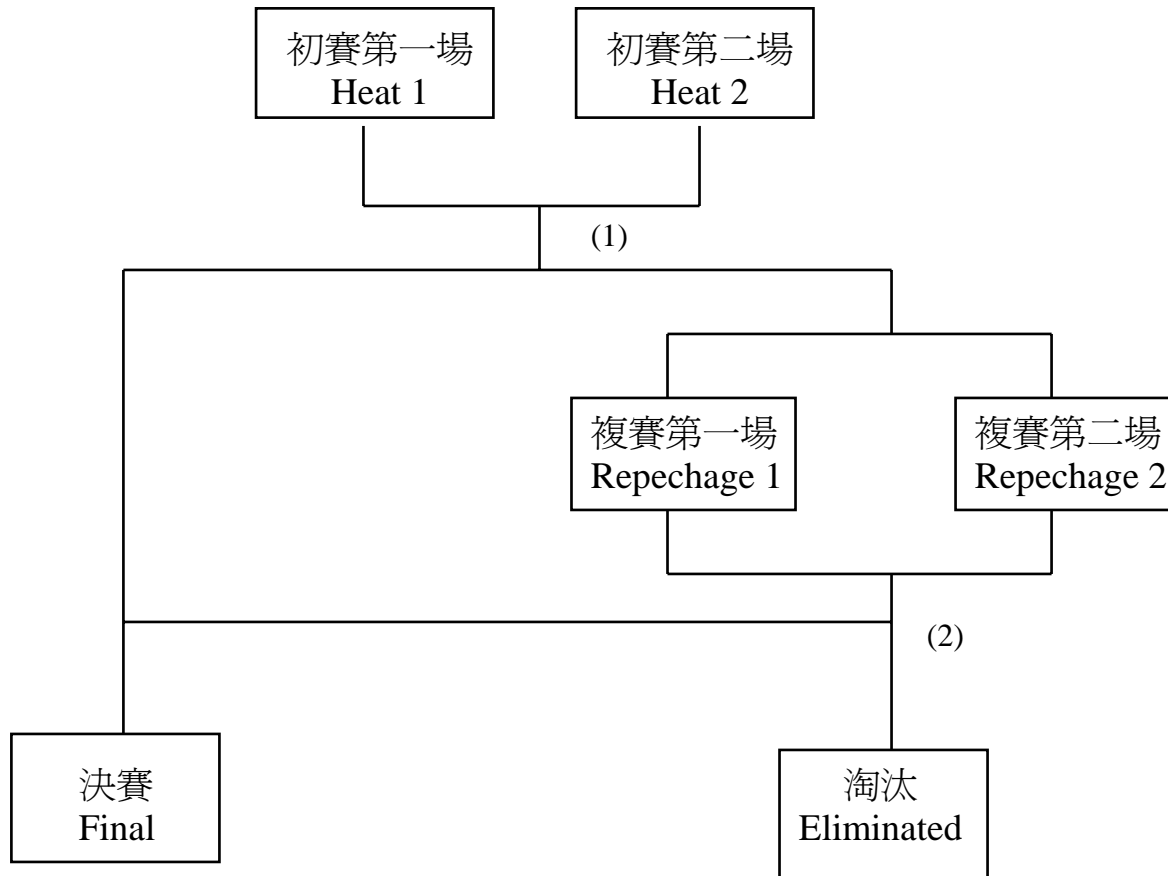 初賽第一場
Heat 1
初賽第二場
Heat 2
(1)
複賽第一場
Repechage 1
複賽第二場
Repechage 2
(2)
決賽
Final
淘汰
Eliminated